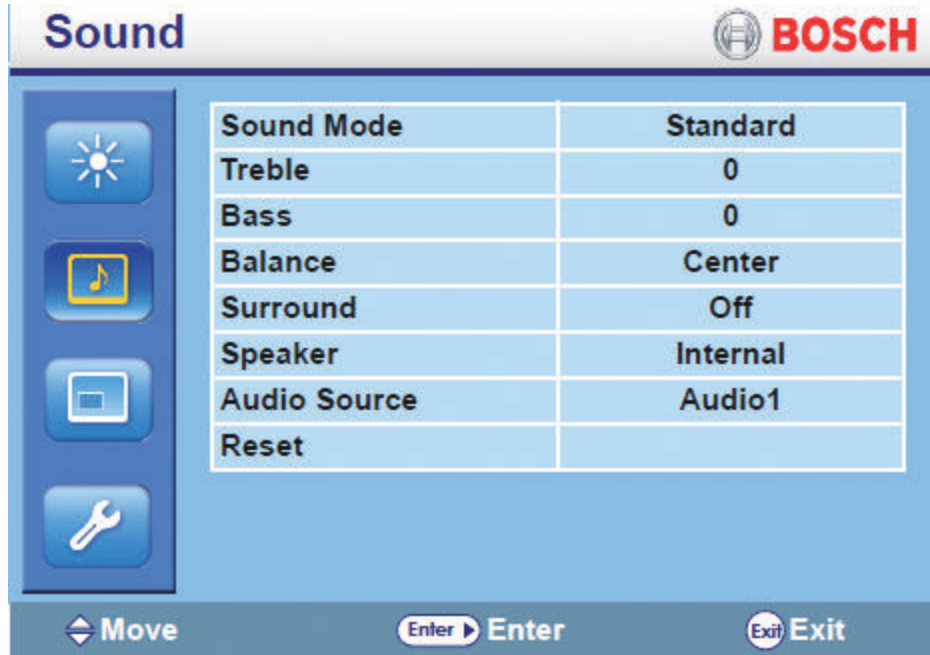 Sound BOSCH
Sound Mode Standard
Treble 0
Bass 0
Balance Center
Surround Off
Speaker Internal
Audio Source Audio1
Reset
Move Enter Enter Exit Exit